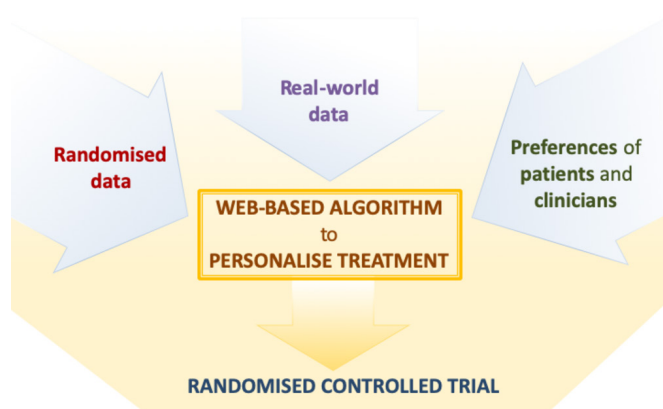 Real-world
data
Randomised
data
Preferences of
patients and
clinicians
WEB-BASED ALGORITHM
to
PERSONALISE TREATMENT
RANDOMISED CONTROLLED TRIAL